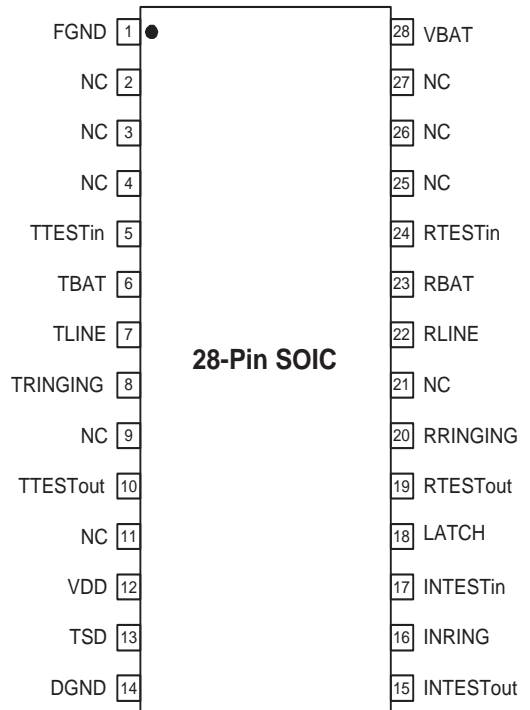 FGND 1 28 VBAT
NC 2 27 NC
NC 3 26 NC
NC 4 25 NC
TTESTin 5 24 RTESTin
TBAT 6 23 RBAT
TLINE 7 22 RLINE
28-Pin SOIC
TRINGING 8 21 NC
NC 9 20 RRINGING
TTESTout 10 19 RTESTout
NC 11 18 LATCH
VDD 12 17 INTESTin
TSD 13 16 INRING
DGND 14 15 INTESTout